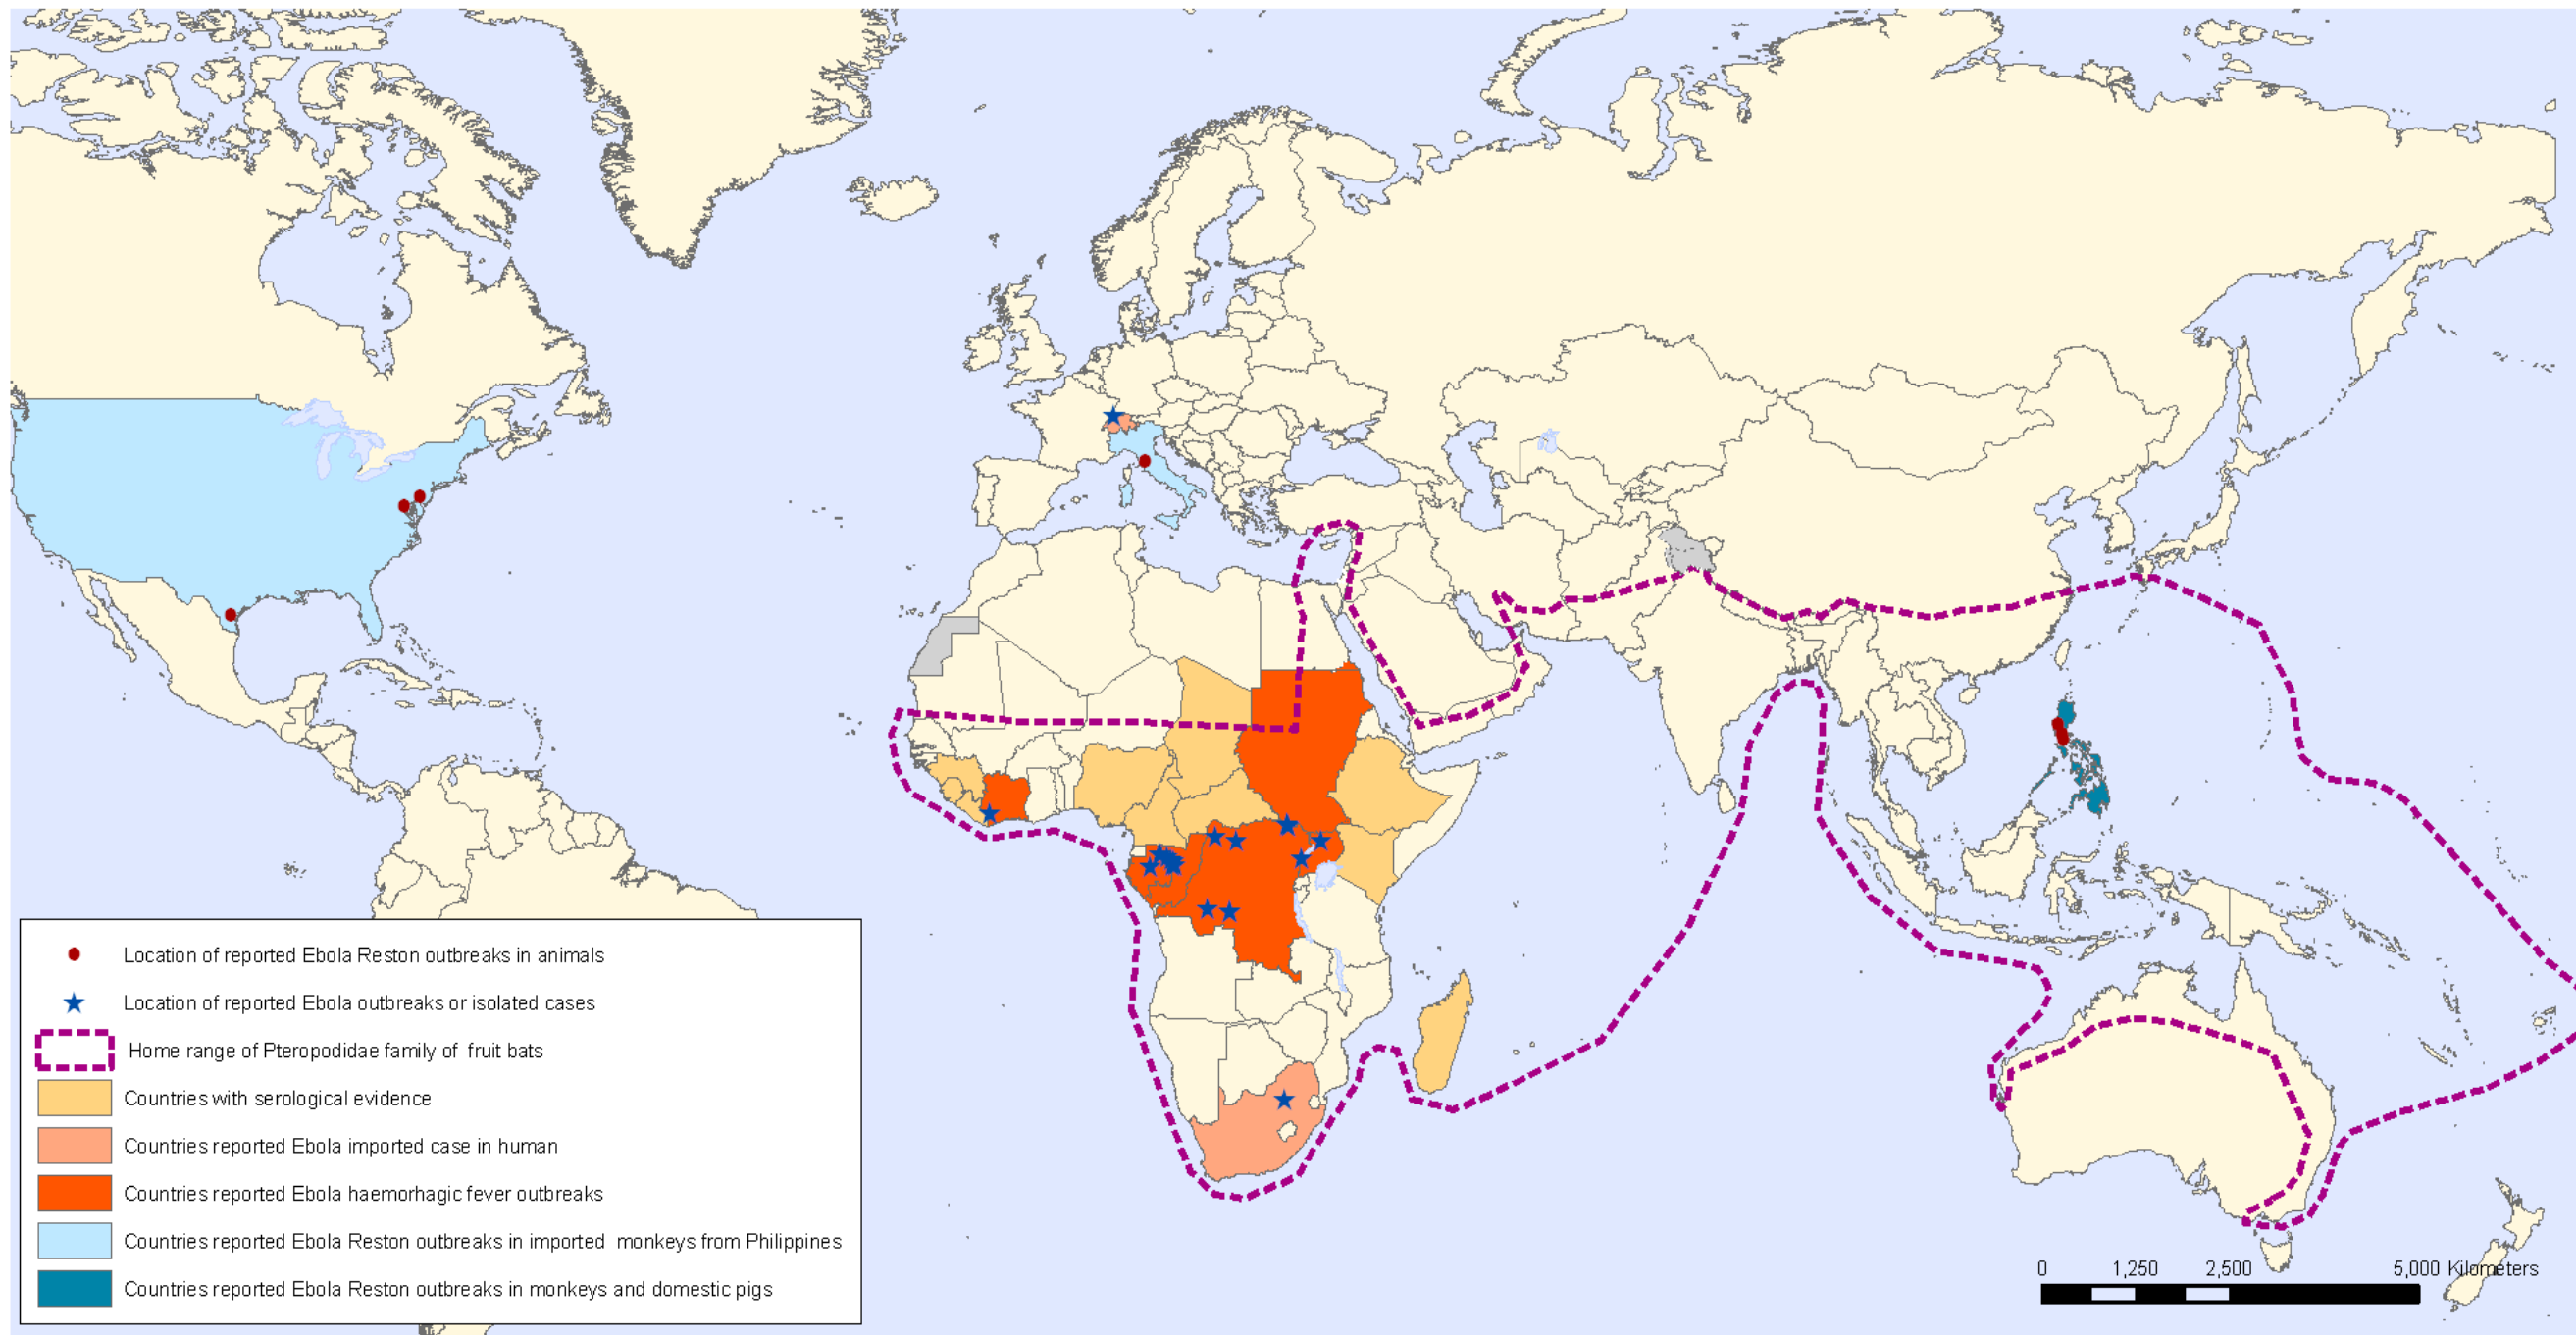 Location of reported Ebola Reston outbreaks in animals
Location of reported Ebola outbreaks or isolated cases
Home range of Pteropodidae family of fruit bats
Countries with serological evidence
Countries reported Ebola imported case in human
Countries reported Ebola haemorhagic fever outbreaks
Countries reported Ebola Reston outbreaks in imported monkeys from Philippines
Countries reported Ebola Reston outbreaks in monkeys and domestic pigs
0 1,250 2,500 5,000 Kilometers